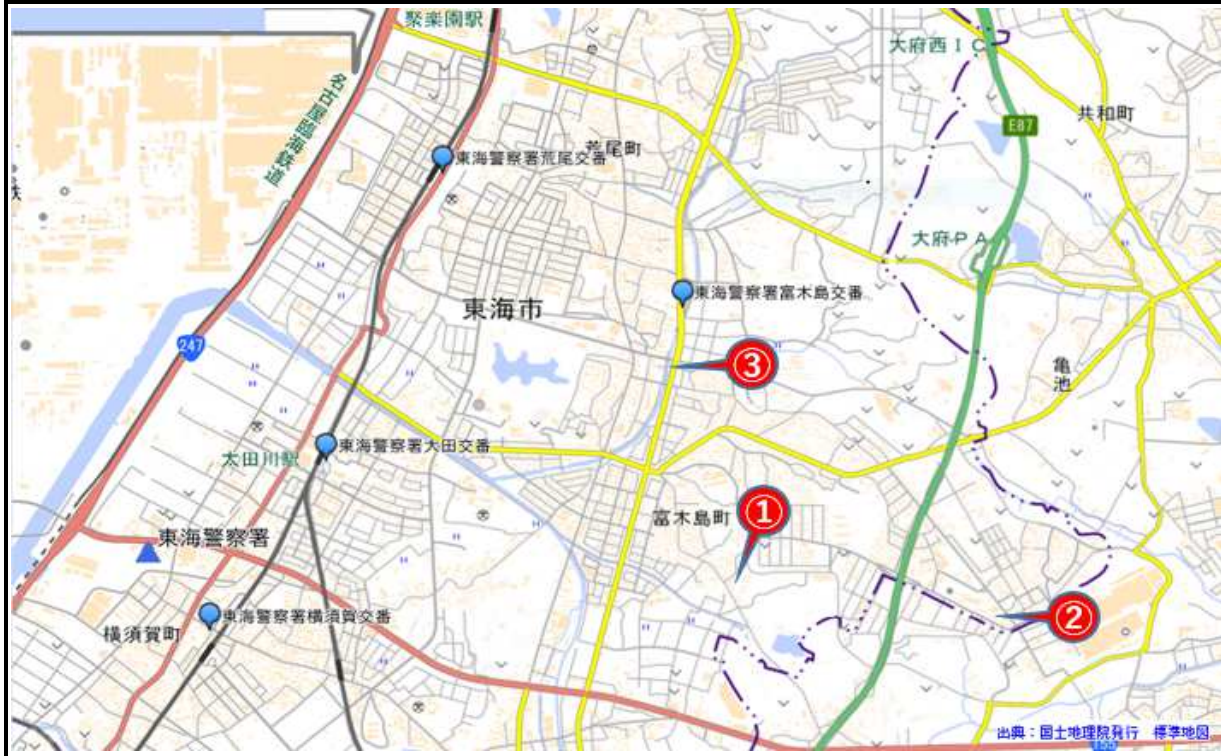 聚楽園駅
大府西IC
名古屋臨海鉄道
共和町
E87
東海警察署荒尾交番
荒尾町
大府PA
東海警察署富木島交番
東海市
247
③
亀池
東海警察署大田交番
太田川駅
①
富木島町
東海警察署
②
東海警察署横須賀交番
横須賀町
出典：国土地理院発行 標準地図